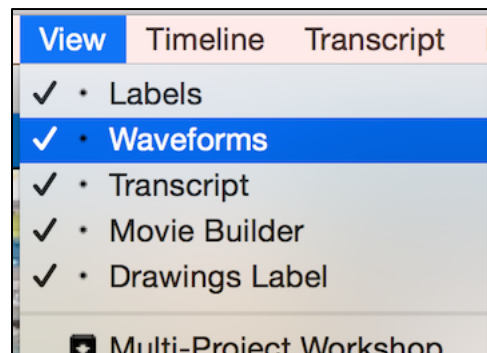 View Timeline Transcript
✓ · Labels
✓ · Waveforms
✓ · Transcript
✓ · Movie Builder
✓ · Drawings Label
Multi-Project Workshop